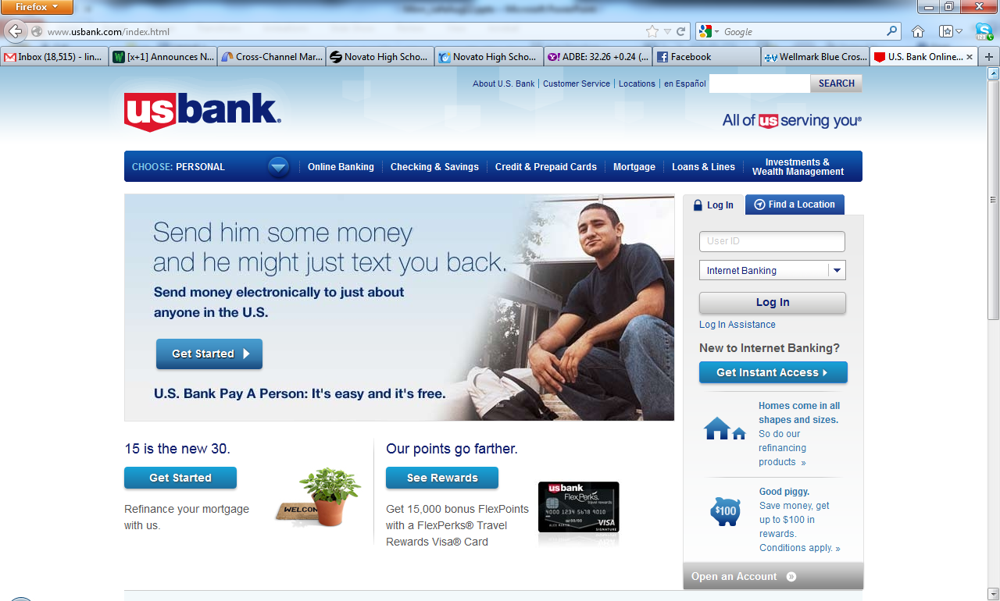 Firefox
www.usbank.com/index.html
Google
Inbox (18,515) - lin...
[x+1] Announces N...
Cross-Channel Mar...
Novato High Scho...
Novato High Scho...
ADBE: 32.26 +0.24 (...
Facebook
Wellmark Blue Cros...
U.S. Bank Online...
About U.S. Bank | Customer Service | Locations | en Español
SEARCH
usbank®
All of us serving you®
CHOOSE: PERSONAL
Online Banking
Checking & Savings
Credit & Prepaid Cards
Mortgage
Loans & Lines
Investments &
Wealth Management
Send him some money
and he might just text you back.
Send money electronically to just about
anyone in the U.S.
Get Started
U.S. Bank Pay A Person: It's easy and it's free.
Log In
Find a Location
User ID
Internet Banking
Log In
Log In Assistance
New to Internet Banking?
Get Instant Access
Homes come in all
shapes and sizes.
So do our
refinancing
products »
$100
Good piggy.
Save money, get
up to $100 in
rewards.
Conditions apply. »
Open an Account
15 is the new 30.
Get Started
Refinance your mortgage
with us.
WELCOM
Our points go farther.
See Rewards
Get 15,000 bonus FlexPoints
with a FlexPerks® Travel
Rewards Visa® Card
usbank
FlexPerks
travel rewards
4000 1234 5678 9010
VISA
SIGNATURE